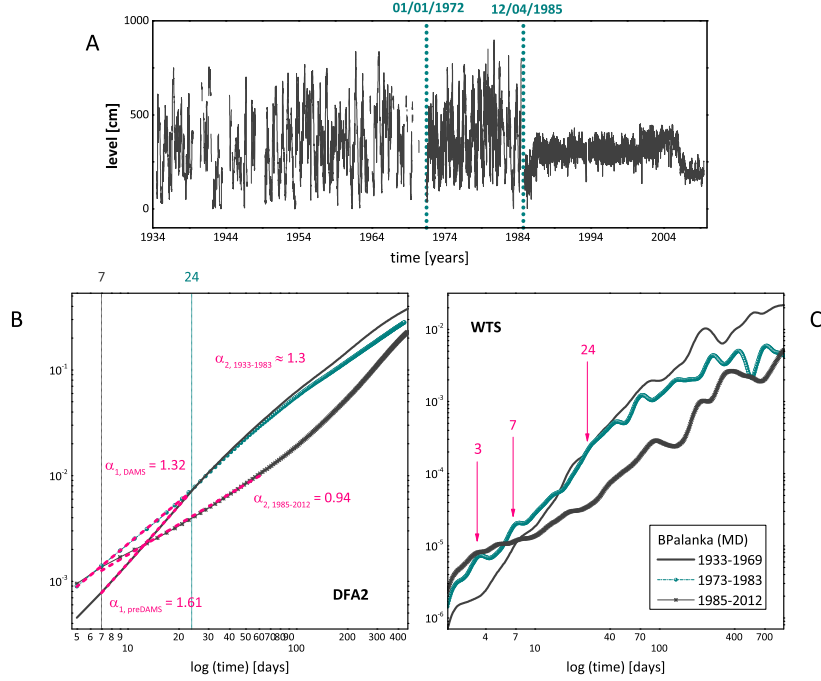 01/01/1972 12/04/1985
A
1000
500
0
level [cm]
1934 1944 1954 1964 1974 1984 1994 2004
time [years]
7 24
B
10-1
10-2
10-3
α2, 1933-1983 ≈ 1.3
α1, DAMS = 1.32
α2, 1985-2012 = 0.94
α1, preDAMS = 1.61
DFA2
5 6 7 8 9 20 30 40 50 60 70 80 90 200 300 400
10 100
log (time) [days]
C
WTS
10-2
10-3
10-4
10-5
10-6
24
7
3
BPalanka (MD)
1933-1969
1973-1983
1985-2012
4 7 40 70 400 700
10 100
log (time) [days]